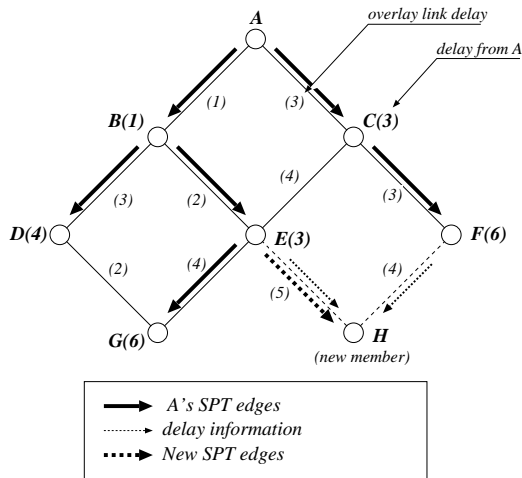 A
overlay link delay
delay from A
(1)
(3)
B(1)
C(3)
(4)
(3)
(2)
(3)
D(4)
E(3)
F(6)
(2)
(4)
(4)
(5)
G(6)
H
(new member)
A's SPT edges
delay information
New SPT edges